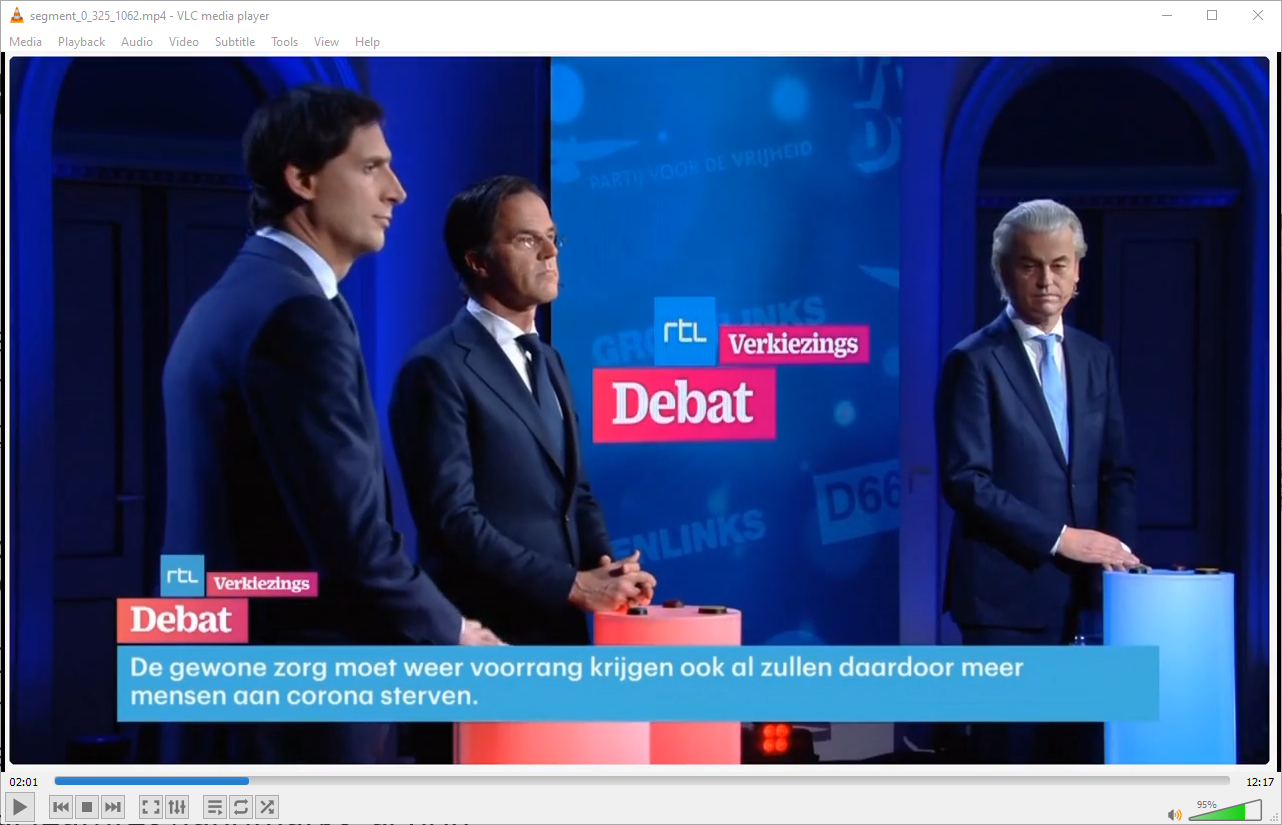 segment_0_325_1062.mp4 - VLC media player
Media Playback Audio Video Subtitle Tools View Help
PARTIJ VOOR DE VRIJHEID
rtl
Verkiezings
Debat
D66
ENLINKS
rtl
Verkiezings
Debat
De gewone zorg moet weer voorrang krijgen ook al zullen daardoor meer
mensen aan corona sterven.
02:01
12:17
95%